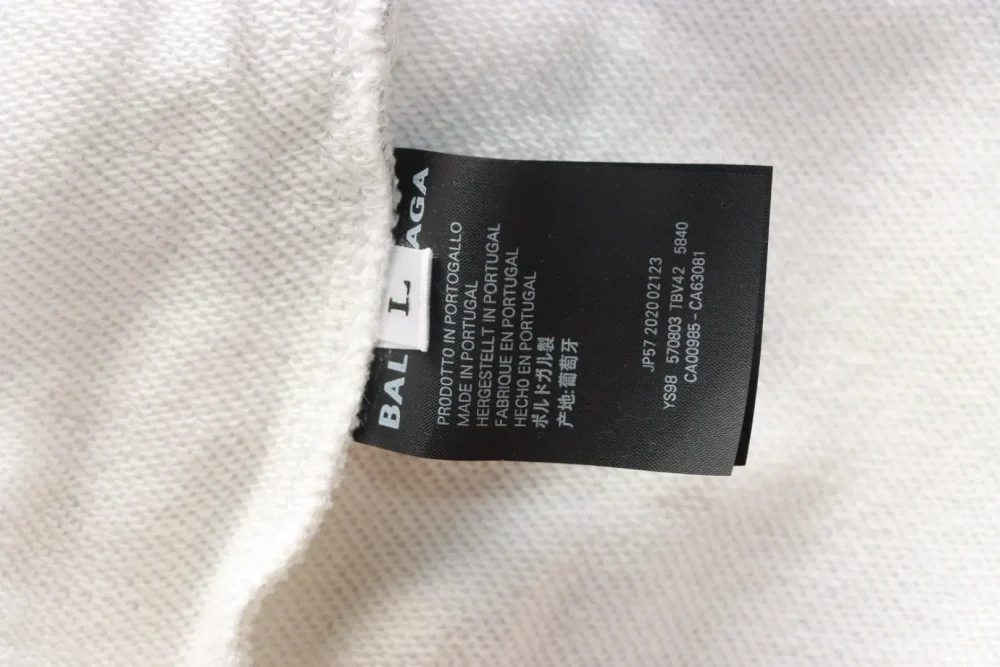 BAL AGA
L
PRODOTTO IN PORTOGALLO
MADE IN PORTUGAL
HERGESTELLT IN PORTUGAL
FABRIQUE EN PORTUGAL
HECHO EN PORTUGAL
ポルトガル製
产地:葡萄牙
JP57 2020 02123
YS98 570803 TBV42 5840
CA00985 - CA63081